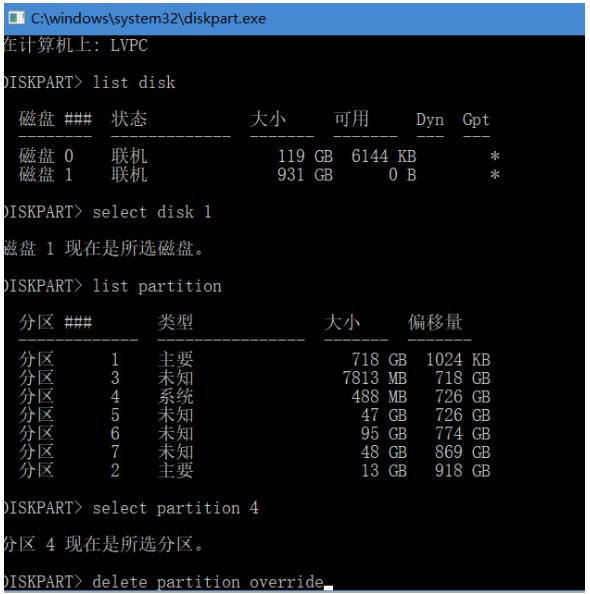 C:\windows\system32\diskpart.exe
在计算机上: LVPC
DISKPART> list disk
磁盘 ### 状态 大小 可用 Dyn Gpt
-------- ------------- ------- ------- --- ---
磁盘 0 联机 119 GB 6144 KB *
磁盘 1 联机 931 GB 0 B *
DISKPART> select disk 1
磁盘 1 现在是所选磁盘。
DISKPART> list partition
分区 ### 类型 大小 偏移量
------------- ---------------- ------- -------
分区 1 主要 718 GB 1024 KB
分区 3 未知 7813 MB 718 GB
分区 4 系统 488 MB 726 GB
分区 5 未知 47 GB 726 GB
分区 6 未知 95 GB 774 GB
分区 7 未知 48 GB 869 GB
分区 2 主要 13 GB 918 GB
DISKPART> select partition 4
分区 4 现在是所选分区。
DISKPART> delete partition override_